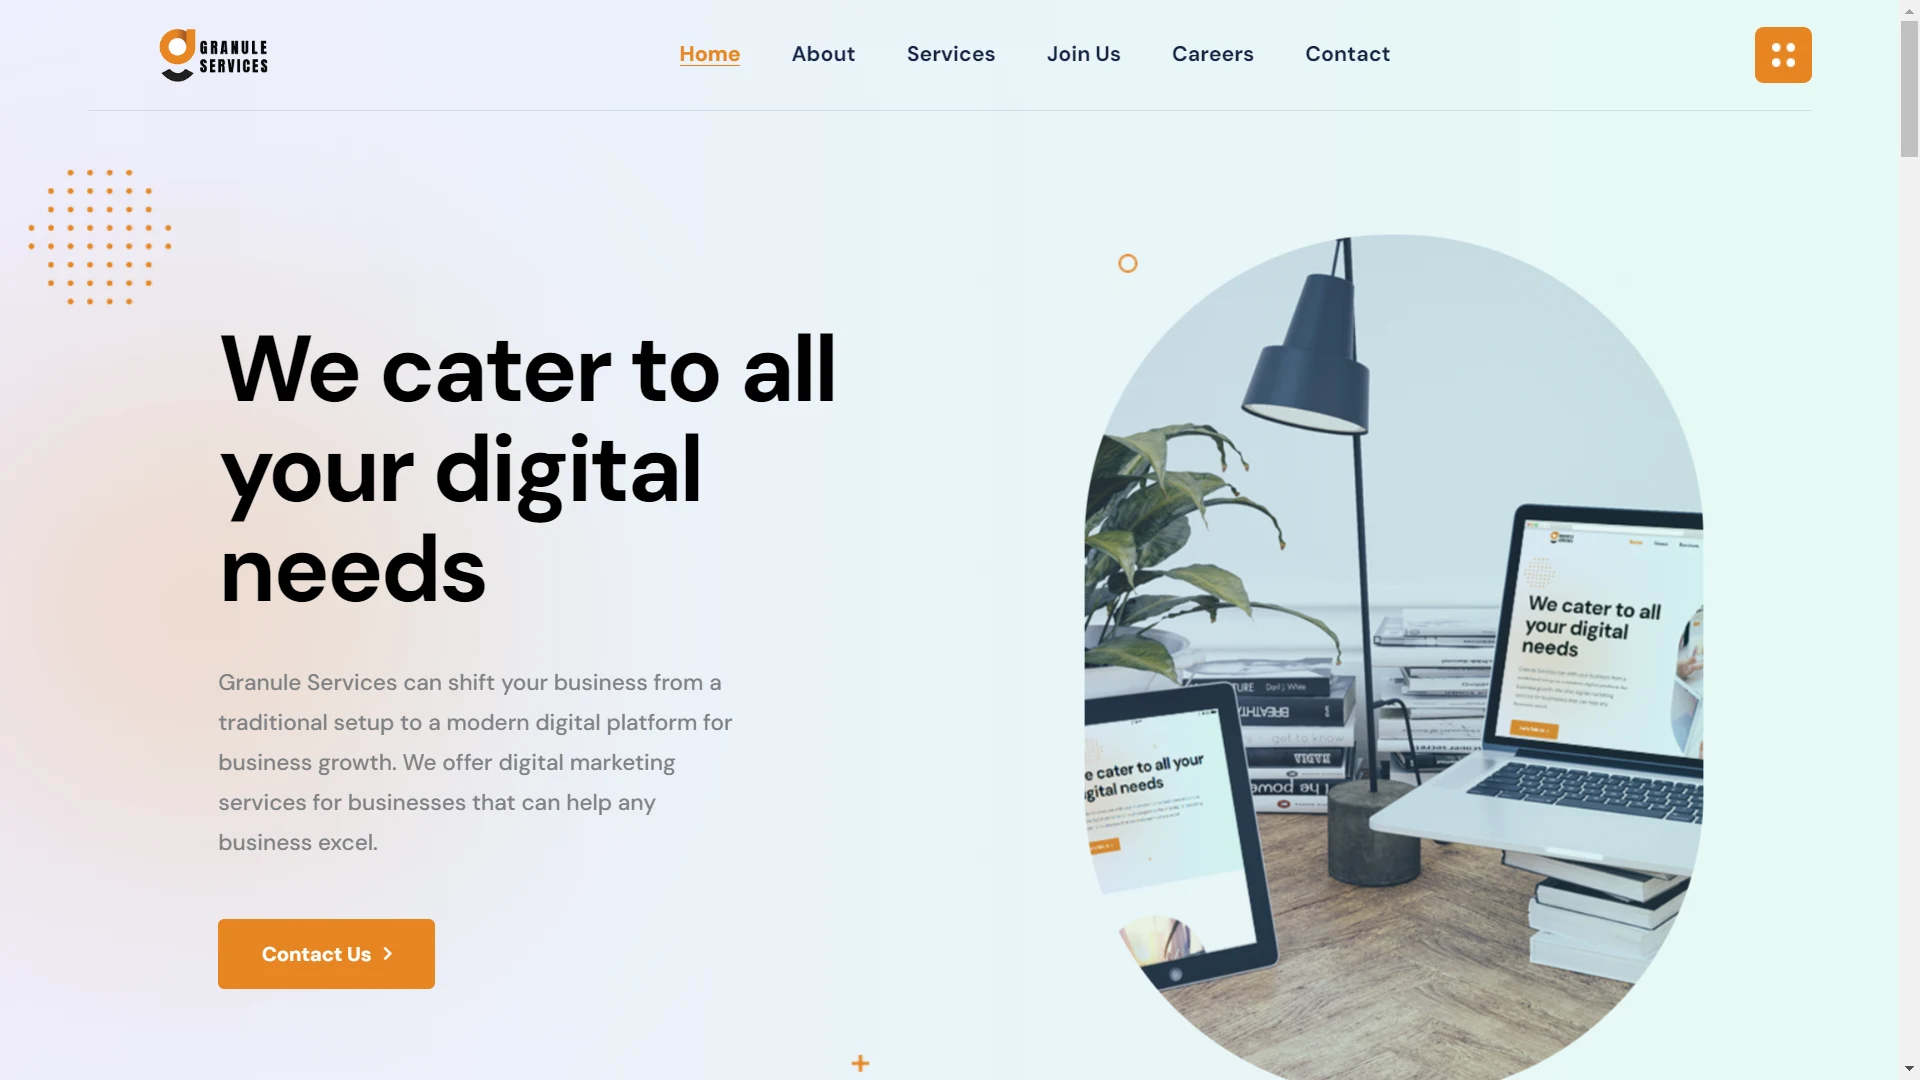 GRANULE
SERVICES
Home About Services Join Us Careers Contact
We cater to all
your digital
needs
Granule Services can shift your business from a
traditional setup to a modern digital platform for
business growth. We offer digital marketing
services for businesses that can help any
business excel.
Contact Us
We cater to all
your digital
needs
e cater to all your
gital needs